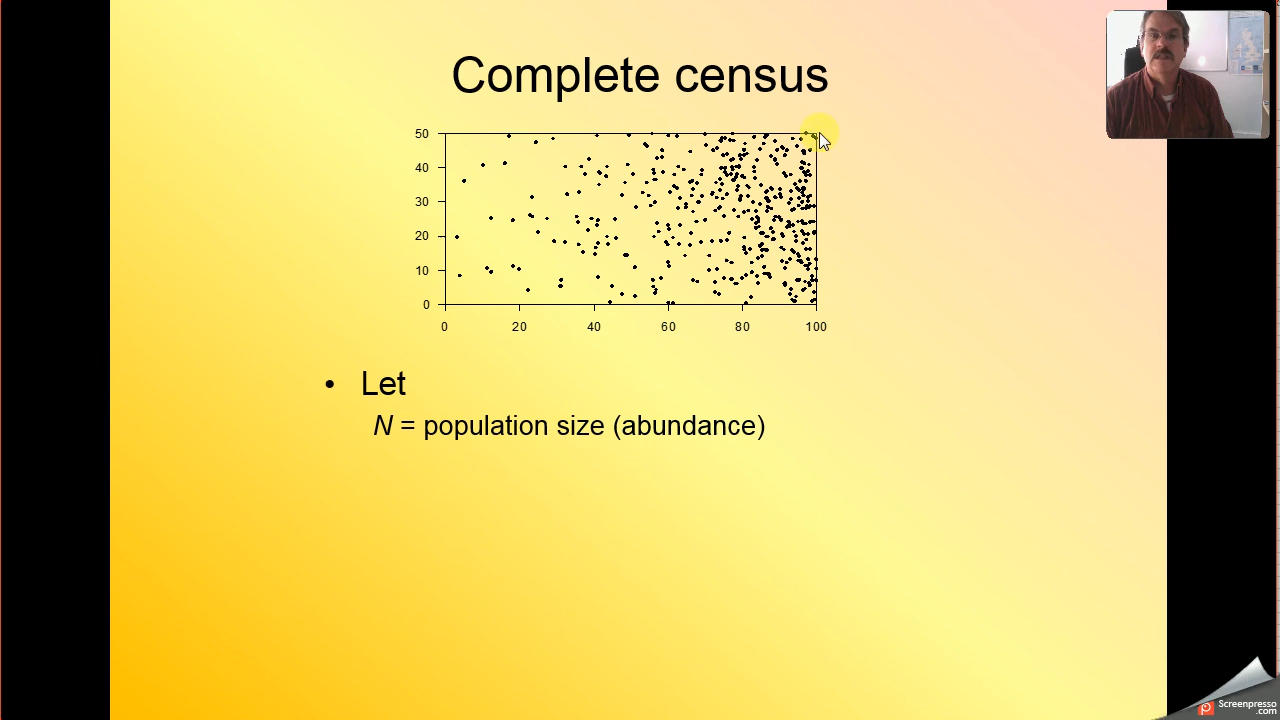 Complete census
50
40
30
20
10
0
0 20 40 60 80 100
• Let
N = population size (abundance)
Screenpresso
.com